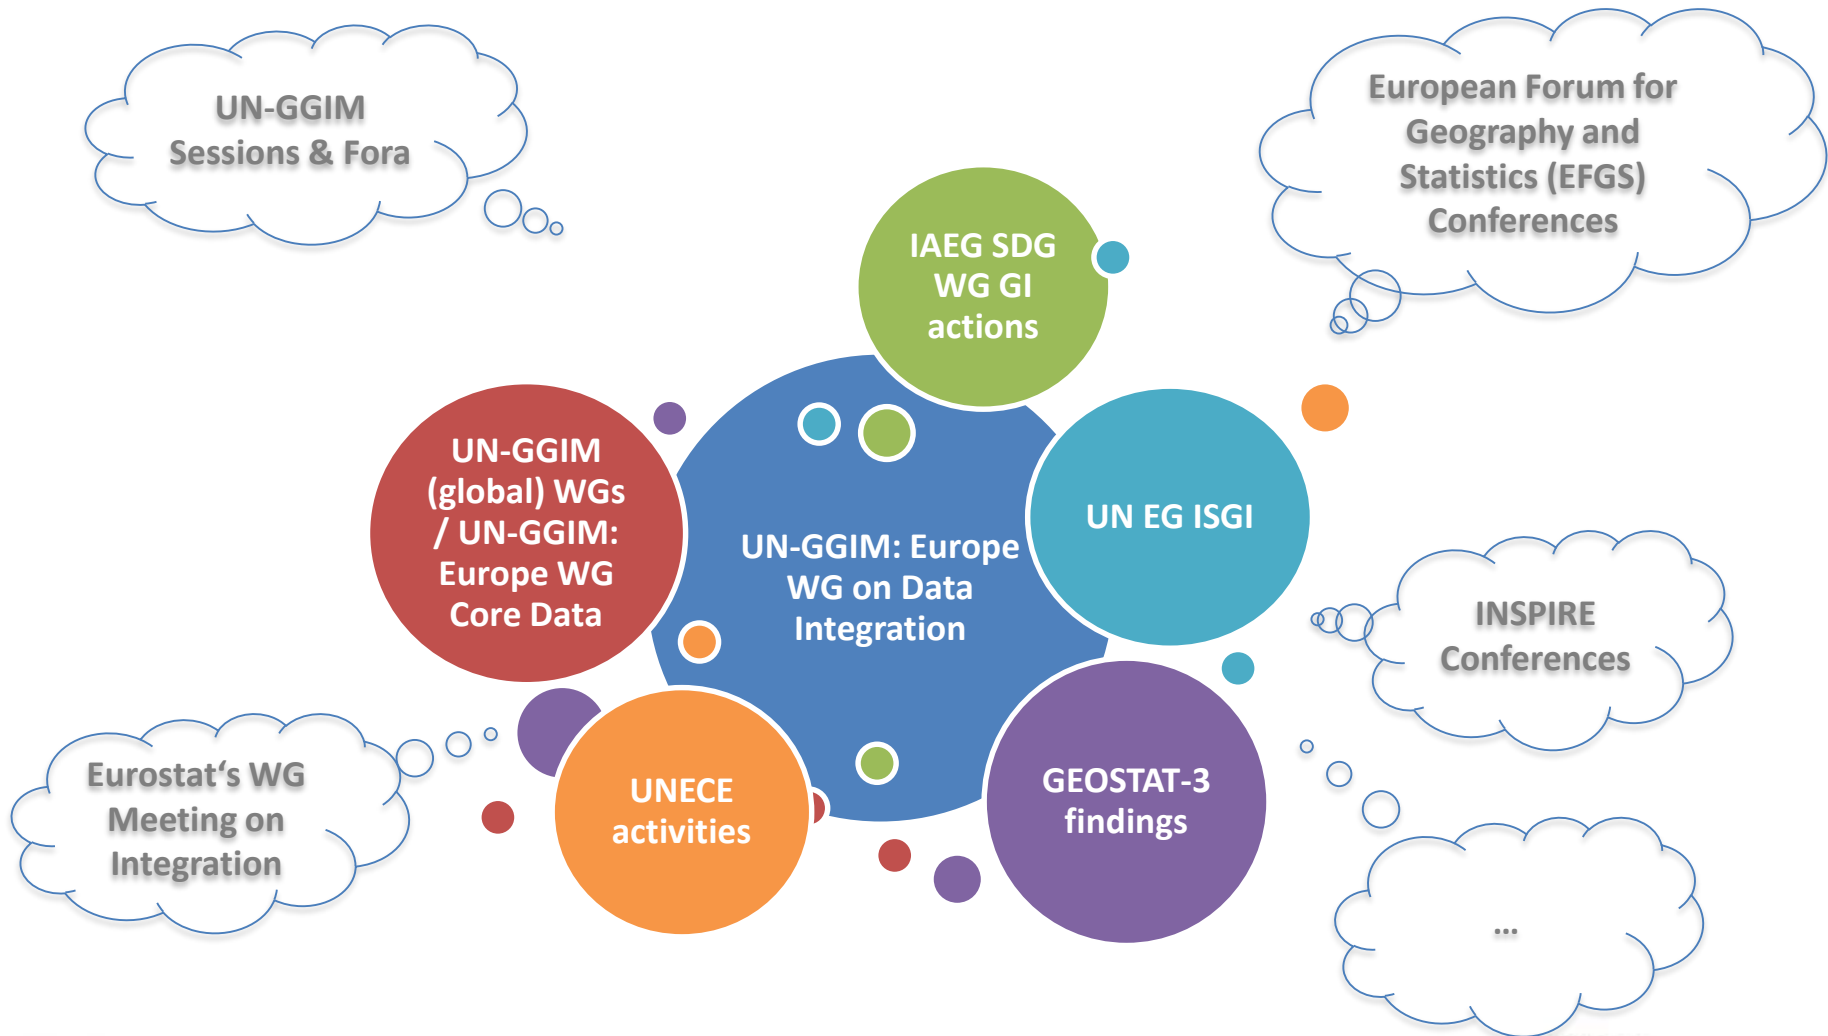 UN-GGIM
Sessions & Fora
European Forum for
Geography and
Statistics (EFGS)
Conferences
IAEG SDG
WG GI
actions
UN-GGIM
(global) WGs
/ UN-GGIM:
Europe WG
Core Data
UN-GGIM: Europe
WG on Data
Integration
UN EG ISGI
INSPIRE
Conferences
Eurostat‘s WG
Meeting on
Integration
UNECE
activities
GEOSTAT-3
findings
...